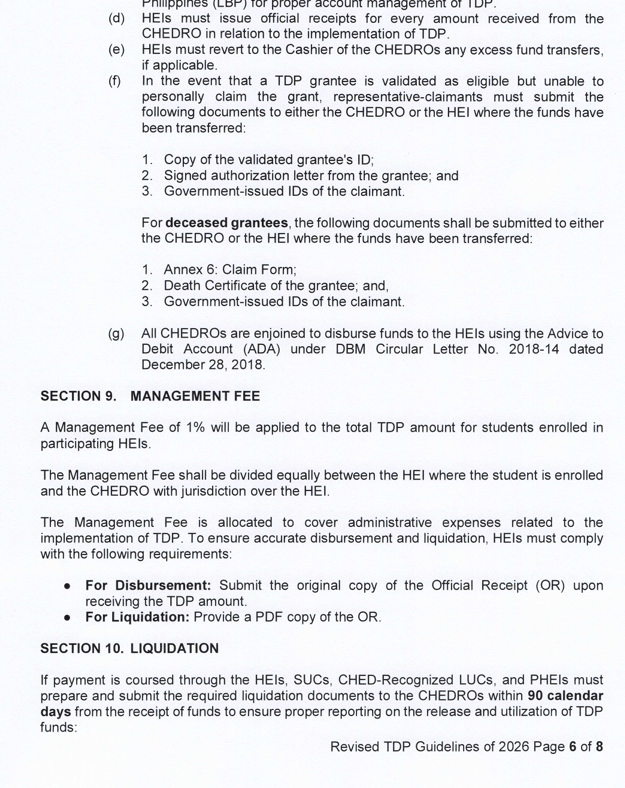 Philippines (LBP) for proper account management of TDP.
(d) HEIs must issue official receipts for every amount received from the
CHEDRO in relation to the implementation of TDP.
(e) HEIs must revert to the Cashier of the CHEDROs any excess fund transfers,
if applicable.
(f) In the event that a TDP grantee is validated as eligible but unable to
personally claim the grant, representative-claimants must submit the
following documents to either the CHEDRO or the HEI where the funds have
been transferred:
1. Copy of the validated grantee's ID;
2. Signed authorization letter from the grantee; and
3. Government-issued IDs of the claimant.
For deceased grantees, the following documents shall be submitted to either
the CHEDRO or the HEI where the funds have been transferred:
1. Annex 6: Claim Form;
2. Death Certificate of the grantee; and,
3. Government-issued IDs of the claimant.
(g) All CHEDROs are enjoined to disburse funds to the HEIs using the Advice to
Debit Account (ADA) under DBM Circular Letter No. 2018-14 dated
December 28, 2018.
SECTION 9. MANAGEMENT FEE
A Management Fee of 1% will be applied to the total TDP amount for students enrolled in
participating HEIs.
The Management Fee shall be divided equally between the HEI where the student is enrolled
and the CHEDRO with jurisdiction over the HEI.
The Management Fee is allocated to cover administrative expenses related to the
implementation of TDP. To ensure accurate disbursement and liquidation, HEIs must comply
with the following requirements:
• For Disbursement: Submit the original copy of the Official Receipt (OR) upon
receiving the TDP amount.
• For Liquidation: Provide a PDF copy of the OR.
SECTION 10. LIQUIDATION
If payment is coursed through the HEIs, SUCs, CHED-Recognized LUCs, and PHEIs must
prepare and submit the required liquidation documents to the CHEDROs within 90 calendar
days from the receipt of funds to ensure proper reporting on the release and utilization of TDP
funds:
Revised TDP Guidelines of 2026 Page 6 of 8